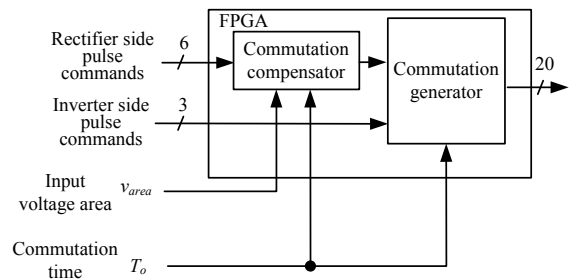 FPGA
Rectifier side
pulse
commands
6
Commutation
compensator
Commutation
generator
20
Inverter side
pulse
commands
3
Input
voltage area
v_area
Commutation
time
T_o